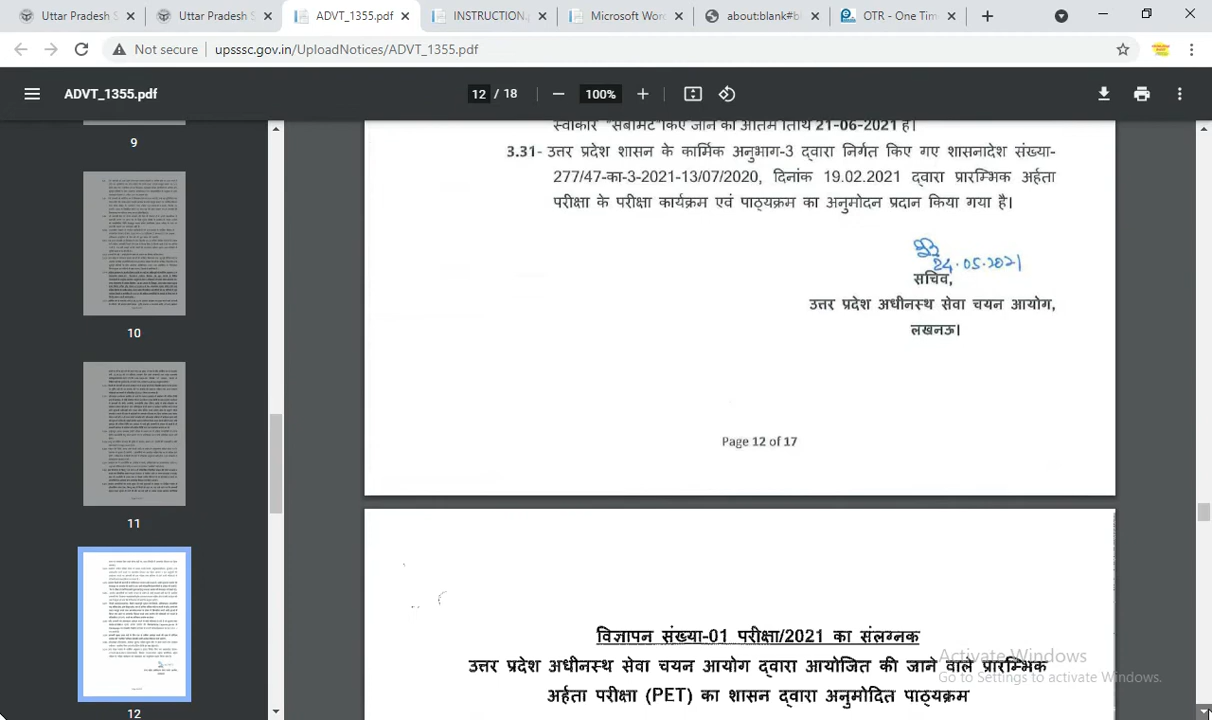 Uttar Pradesh S
Uttar Pradesh S
ADVT_1355.pdf
INSTRUCTION.
Microsoft Word
about:blank#b
OTR - One Tim
Not secure
upsssc.gov.in/UploadNotices/ADVT_1355.pdf
ADVT_1355.pdf
12 / 18
100%
9
10
11
12
स्वीकार "सबमिट" किए जाने की अंतिम तिथि 21-06-2021 है।
3.31- उत्तर प्रदेश शासन के कार्मिक अनुभाग-3 द्वारा निर्गत किए गए शासनादेश संख्या-
277/47-का-3-2021-13/07/2020, दिनांक 19.02.2021 द्वारा प्रारम्भिक अर्हता
परीक्षा के परीक्षा कार्यक्रम एवं पाठ्यक्रम का अनुमोदन प्रदान किया गया है।
24.05.2021
सचिव,
उत्तर प्रदेश अधीनस्थ सेवा चयन आयोग,
लखनऊ।
Page 12 of 17
विज्ञापन संख्या-01 परीक्षा/2021 का संलग्नक
उत्तर प्रदेश अधीनस्थ सेवा चयन आयोग द्वारा आयोजित की जाने वाले प्रारम्भिक
अर्हता परीक्षा (PET) का शासन द्वारा अनुमोदित पाठ्यक्रम
Activate Windows
Go to Settings to activate Windows.